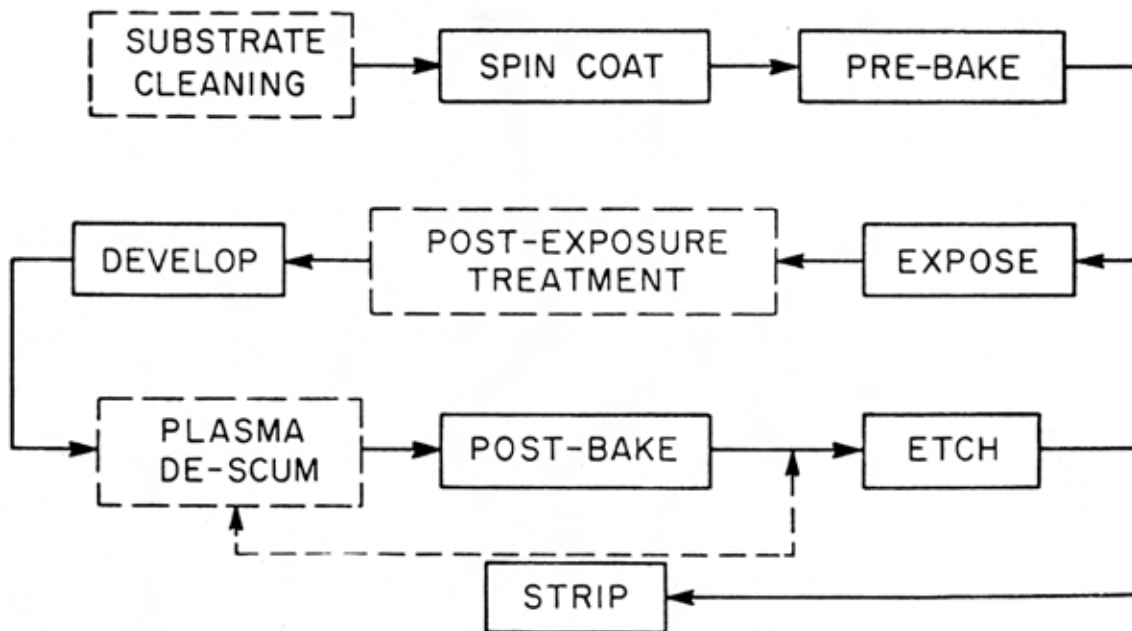 SUBSTRATE
CLEANING
SPIN COAT
PRE-BAKE
EXPOSE
POST-EXPOSURE
TREATMENT
DEVELOP
PLASMA
DE-SCUM
POST-BAKE
ETCH
STRIP